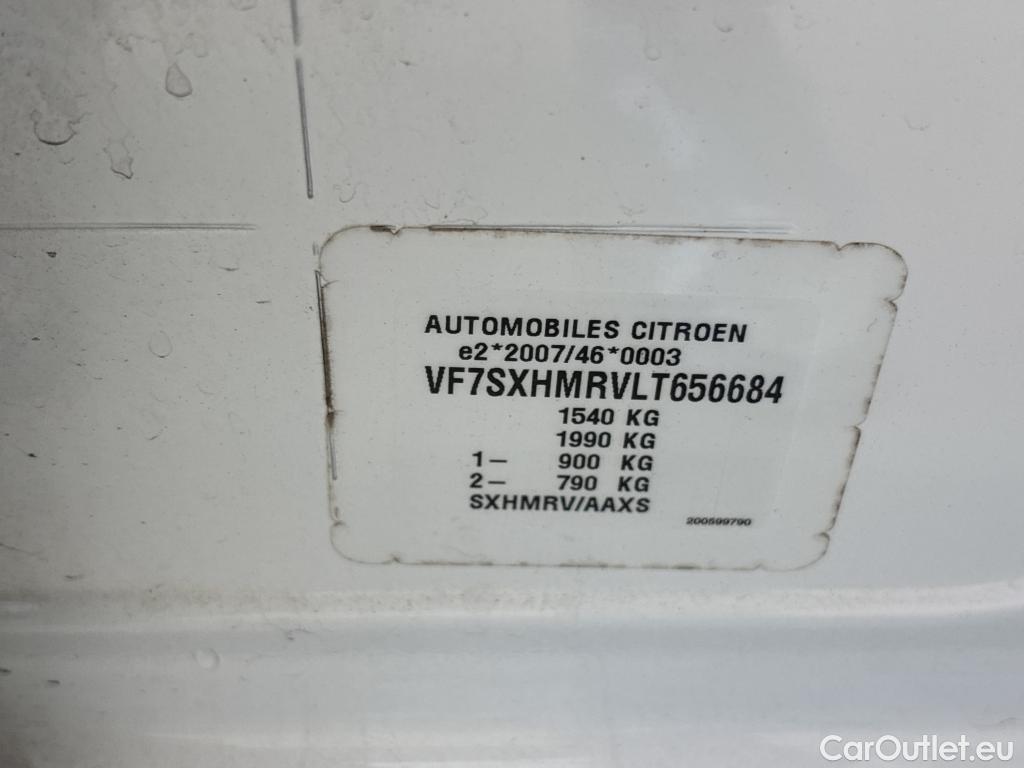 AUTOMOBILES CITROEN
e2*2007/46*0003
VF7SXHMRVLT656684
1540 KG
1990 KG
1— 900 KG
2— 790 KG
SXHMRV/AAXS
200599790
CarOutlet.eu